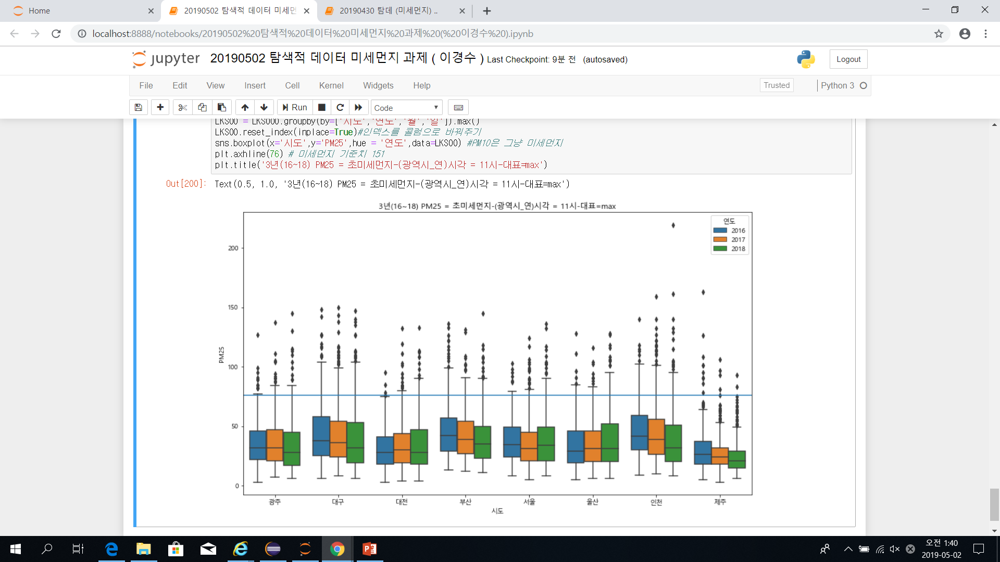 Home
20190502 탐색적 데이터 미세먼
20190430 탐데 (미세먼지) ..
localhost:8888/notebooks/20190502%20탐색적%20데이터%20미세먼지%20과제%20(%20이경수%20).ipynb
jupyter 20190502 탐색적 데이터 미세먼지 과제 ( 이경수 ) Last Checkpoint: 9분 전 (autosaved)
Logout
File Edit View Insert Cell Kernel Widgets Help
Trusted
Python 3
Run
Code
LKS00 = LKS000.groupby(by=['시도','연도','월','일']).max()
LKS00.reset_index(inplace=True)#인덱스를 콜럼으로 바꿔주기
sns.boxplot(x='시도',y='PM25',hue = '연도',data=LKS00) #PM10은 그냥 미세먼지
plt.axhline(76) # 미세먼지 기준치 151
plt.title('3년(16~18) PM25 = 초미세먼지-(광역시_연)시각 = 11시-대표=max')
Out[200]: Text(0.5, 1.0, '3년(16~18) PM25 = 초미세먼지-(광역시_연)시각 = 11시-대표=max')
3년(16~18) PM25 = 초미세먼지-(광역시_연)시각 = 11시-대표=max
연도
2016
2017
2018
200
150
100
50
0
PM25
광주 대구 대전 부산 서울 울산 인천 제주
시도
오전 1:40
2019-05-02